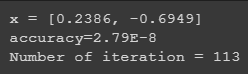 x = [0.2386, -0.6949]
accuracy=2.79E-8
Number of iteration = 113